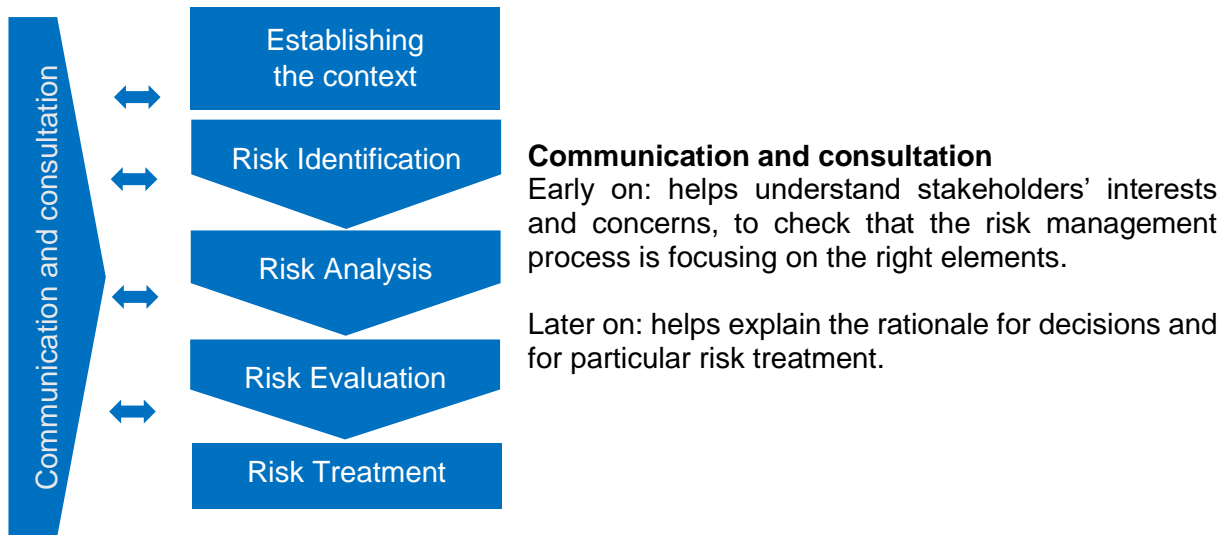 Communication and consultation
Establishing
the context
Risk Identification
Risk Analysis
Risk Evaluation
Risk Treatment
Communication and consultation
Early on: helps understand stakeholders’ interests
and concerns, to check that the risk management
process is focusing on the right elements.
Later on: helps explain the rationale for decisions and
for particular risk treatment.